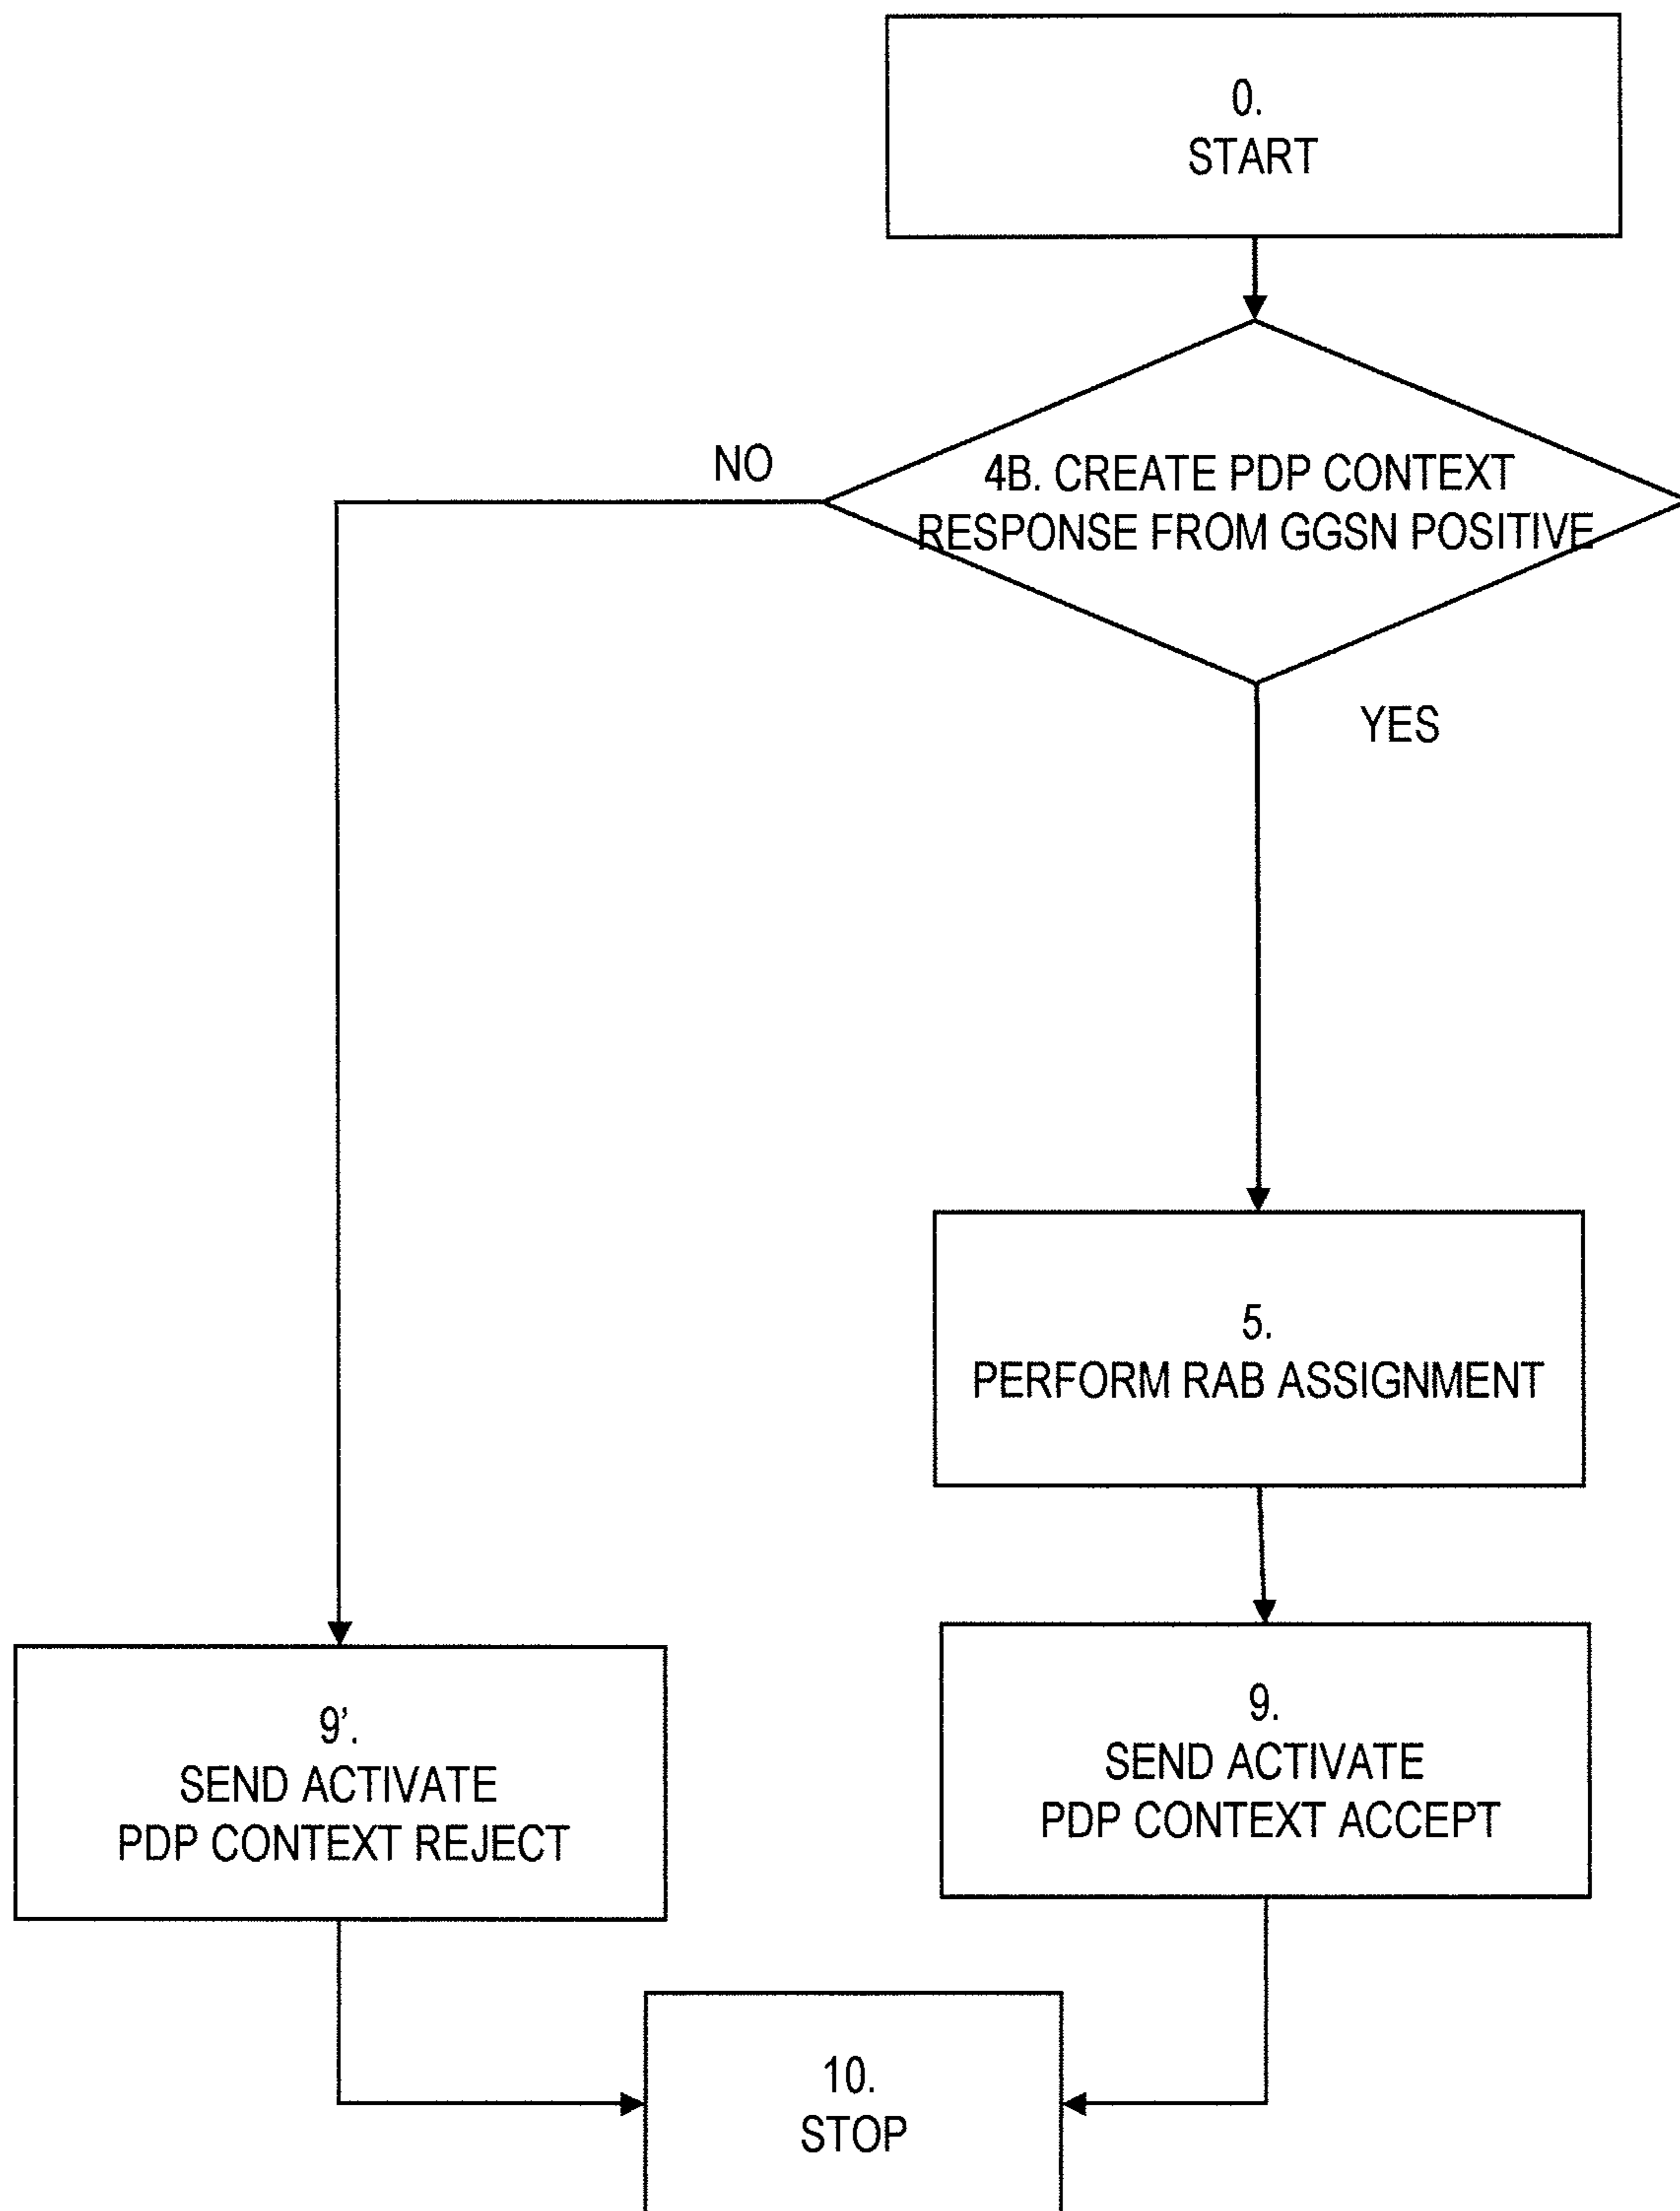 0.
START
NO
4B. CREATE PDP CONTEXT
RESPONSE FROM GGSN POSITIVE
YES
5.
PERFORM RAB ASSIGNMENT
9'.
SEND ACTIVATE
PDP CONTEXT REJECT
9.
SEND ACTIVATE
PDP CONTEXT ACCEPT
10.
STOP